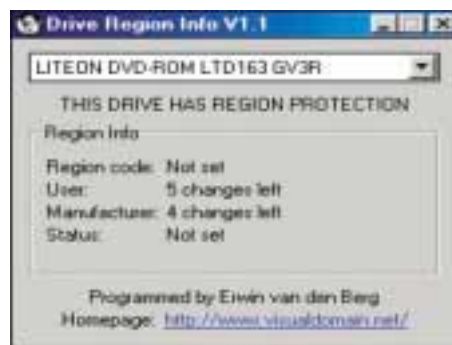 Drive Region Info V1.1
LITEON DVD-ROM LTD163 GV3R
THIS DRIVE HAS REGION PROTECTION
Region Info
Region code: Not set
User: 5 changes left
Manufacturer: 4 changes left
Status: Not set
Programmed by Erwin van den Berg
Homepage: http://www.visualdomain.net/